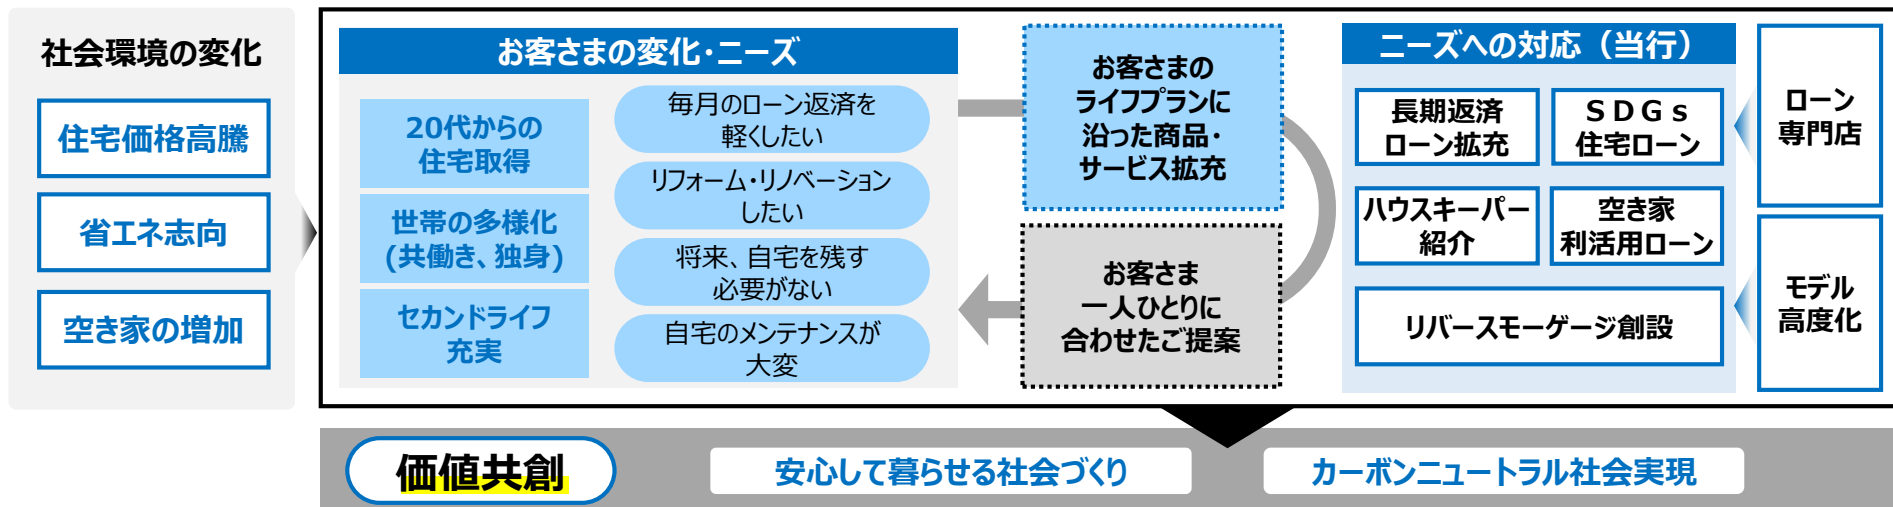 社会環境の変化
住宅価格高騰
省エネ志向
空き家の増加
お客さまの変化・ニーズ
20代からの
住宅取得
世帯の多様化
(共働き、独身)
セカンドライフ
充実
毎月のローン返済を
軽くしたい
リフォーム・リノベーション
したい
将来、自宅を残す
必要がない
自宅のメンテナンスが
大変
お客さまの
ライフプランに
沿った商品・
サービス拡充
お客さま
一人ひとりに
合わせたご提案
ニーズへの対応（当行）
長期返済
ローン拡充
ＳＤＧｓ
住宅ローン
ハウスキーパー
紹介
空き家
利活用ローン
リバースモーゲージ創設
ローン
専門店
モデル
高度化
価値共創
安心して暮らせる社会づくり
カーボンニュートラル社会実現